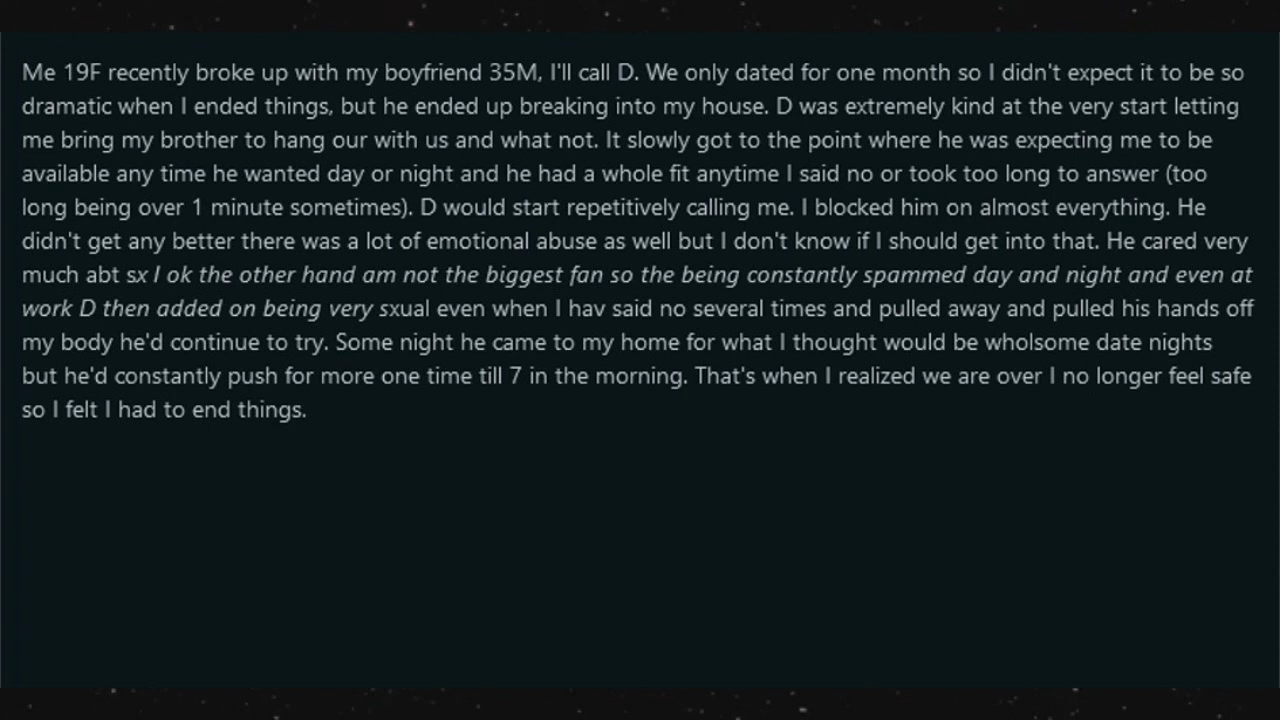 Me 19F recently broke up with my boyfriend 35M, I'll call D. We only dated for one month so I didn't expect it to be so
dramatic when I ended things, but he ended up breaking into my house. D was extremely kind at the very start letting
me bring my brother to hang our with us and what not. It slowly got to the point where he was expecting me to be
available any time he wanted day or night and he had a whole fit anytime I said no or took too long to answer (too
long being over 1 minute sometimes). D would start repetitively calling me. I blocked him on almost everything. He
didn't get any better there was a lot of emotional abuse as well but I don't know if I should get into that. He cared very
much abt sx I ok the other hand am not the biggest fan so the being constantly spammed day and night and even at
work D then added on being very sxual even when I hav said no several times and pulled away and pulled his hands off
my body he'd continue to try. Some night he came to my home for what I thought would be wholsome date nights
but he'd constantly push for more one time till 7 in the morning. That's when I realized we are over I no longer feel safe
so I felt I had to end things.